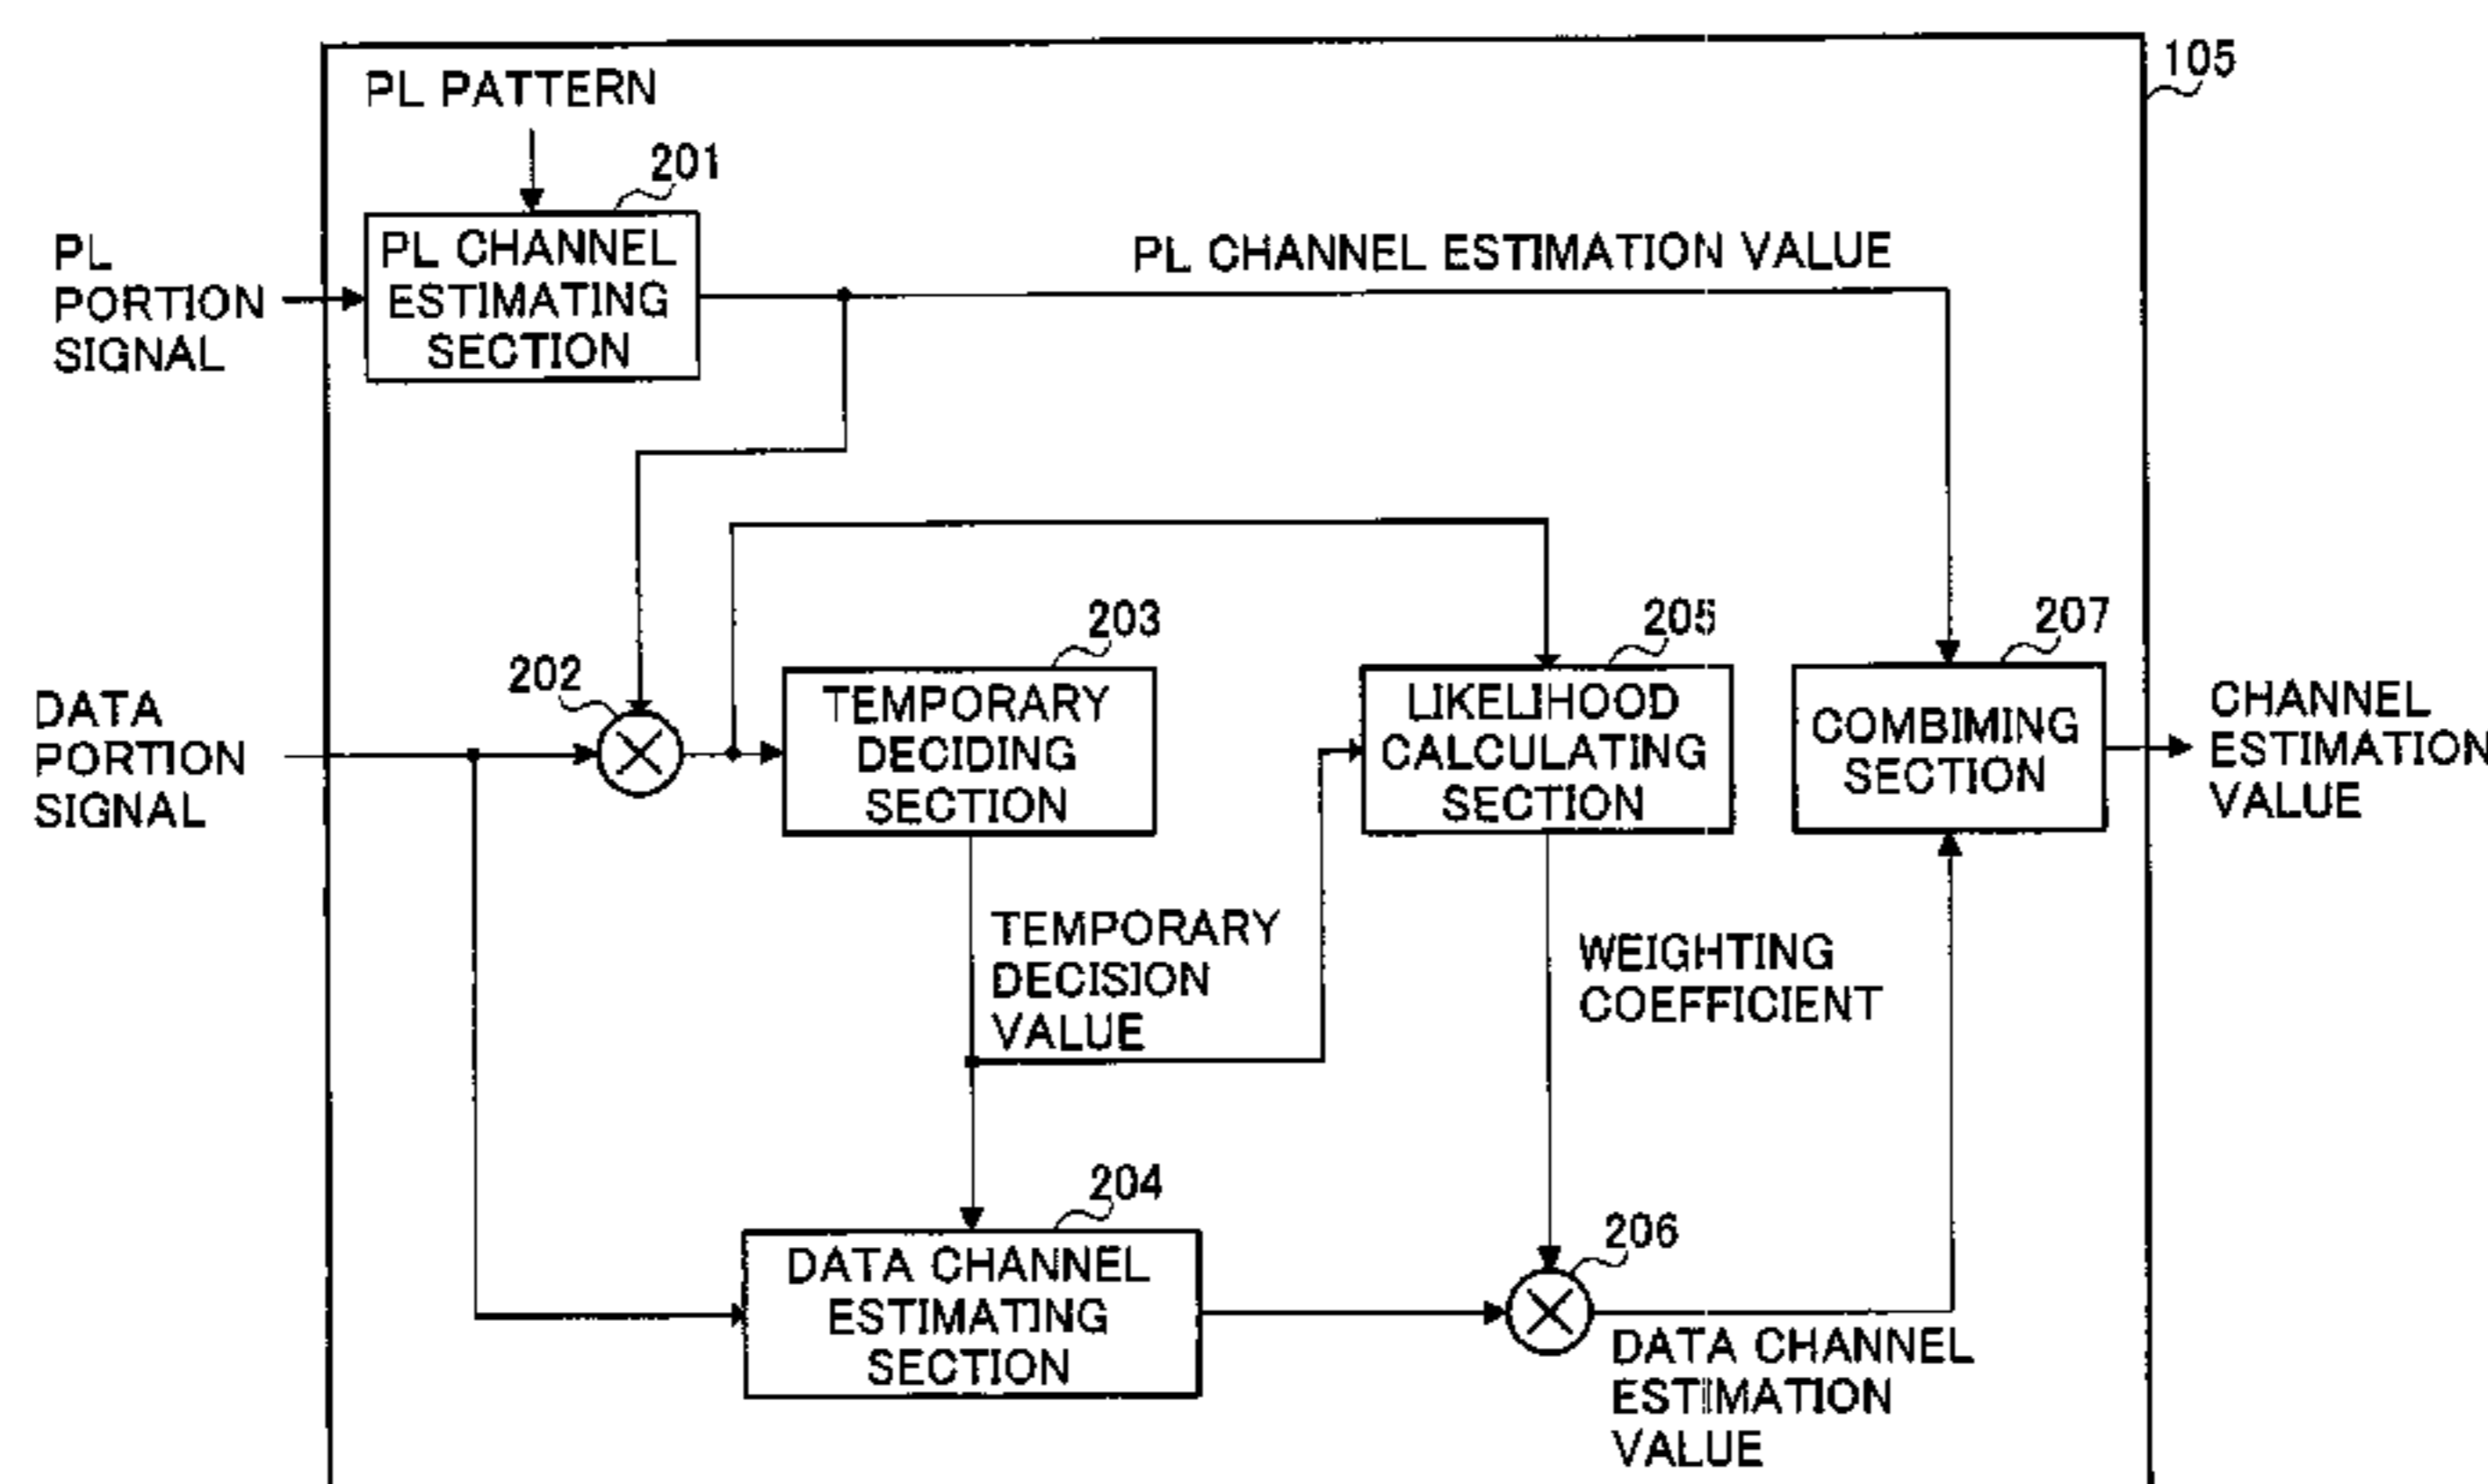 105
PL PATTERN
201
PL
PORTION
SIGNAL
PL CHANNEL
ESTIMATING
SECTION
PL CHANNEL ESTIMATION VALUE
202
203
205
207
DATA
PORTION
SIGNAL
TEMPORARY
DECIDING
SECTION
LIKELIHOOD
CALCULATING
SECTION
COMBIMING
SECTION
CHANNEL
ESTIMATION
VALUE
TEMPORARY
DECISION
VALUE
WEIGHTING
COEFFICIENT
204
206
DATA CHANNEL
ESTIMATING
SECTION
DATA CHANNEL
ESTIMATION
VALUE